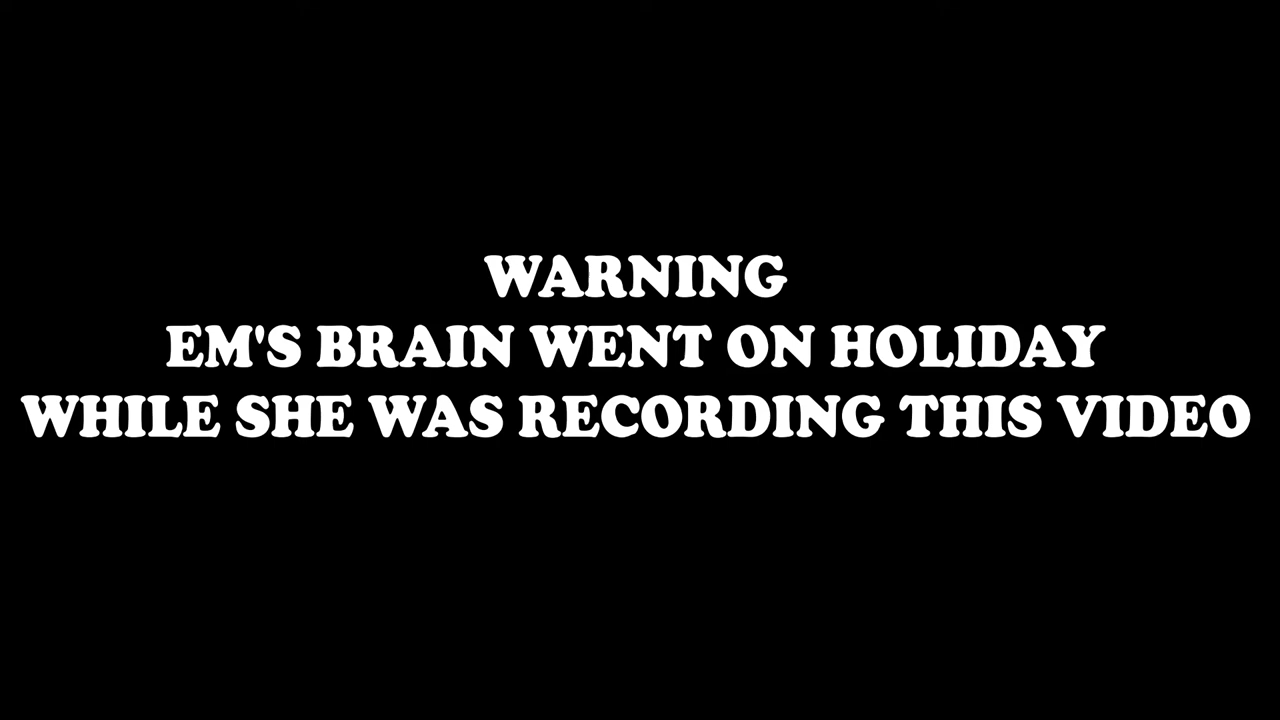 WARNING
EM'S BRAIN WENT ON HOLIDAY
WHILE SHE WAS RECORDING THIS VIDEO